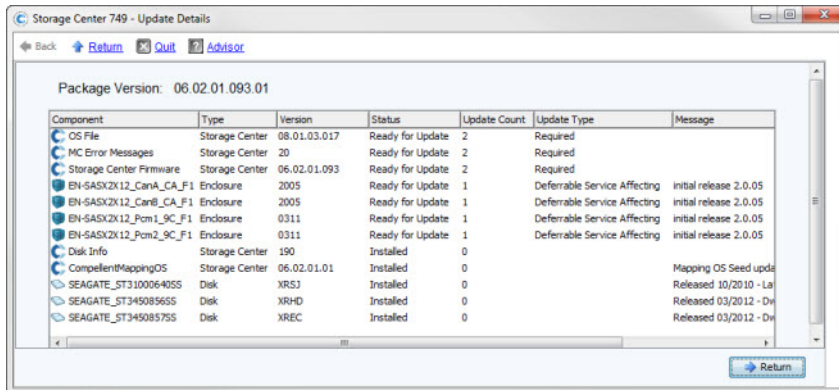 Storage Center 749 - Update Details
Back Return Quit Advisor
Package Version: 06.02.01.093.01
Component Type Version Status Update Count Update Type Message
OS File Storage Center 08.01.03.017 Ready for Update 2 Required
MC Error Messages Storage Center 20 Ready for Update 2 Required
Storage Center Firmware Storage Center 06.02.01.093 Ready for Update 2 Required
EN-SASX2X12_CanA_CA_F1 Enclosure 2005 Ready for Update 1 Deferrable Service Affecting initial release 2.0.05
EN-SASX2X12_CanB_CA_F1 Enclosure 2005 Ready for Update 1 Deferrable Service Affecting initial release 2.0.05
EN-SASX2X12_Pcm1_9C_F1 Enclosure 0311 Ready for Update 1 Deferrable Service Affecting initial release 2.0.05
EN-SASX2X12_Pcm2_9C_F1 Enclosure 0311 Ready for Update 1 Deferrable Service Affecting initial release 2.0.05
Disk Info Storage Center 190 Installed 0
CompellentMappingOS Storage Center 06.02.01.01 Installed 0 Mapping OS Seed upda
SEAGATE_ST31000640SS Disk XRSJ Installed 0 Released 10/2010 - La
SEAGATE_ST3450856SS Disk XRHD Installed 0 Released 03/2012 - Dw
SEAGATE_ST3450857SS Disk XREC Installed 0 Released 03/2012 - Dw
Return